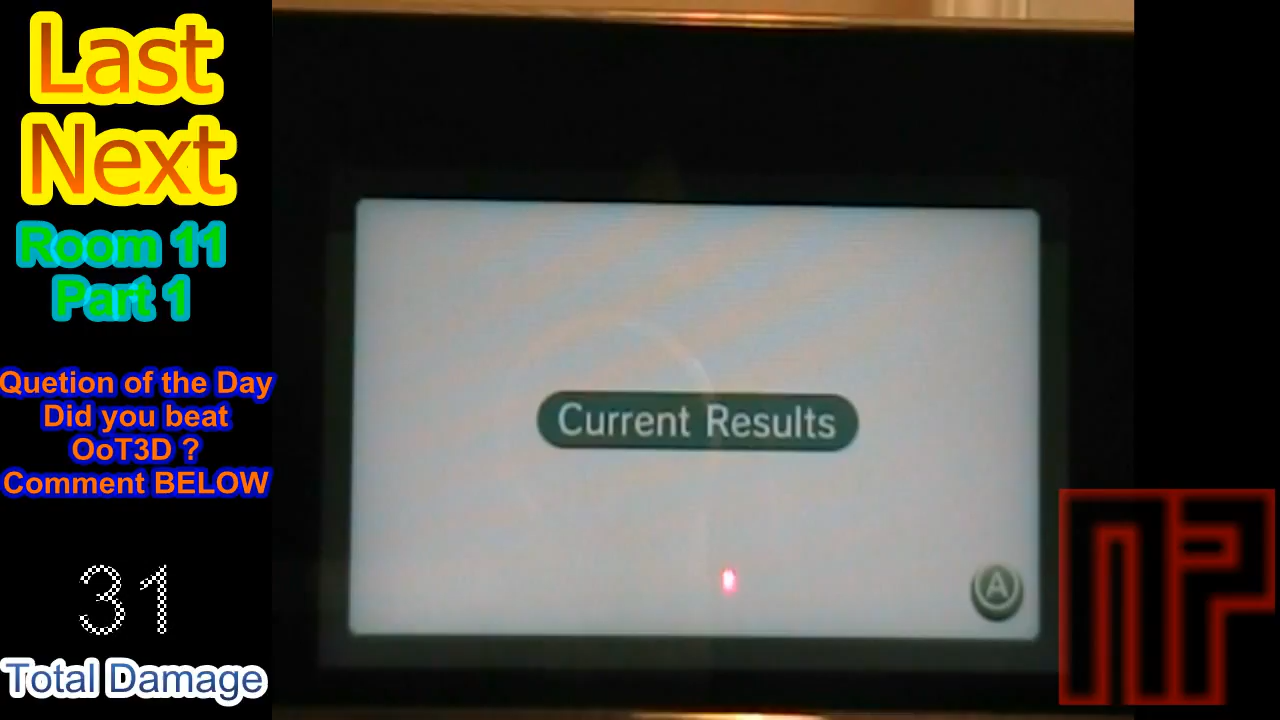 Last
Next
Room 11
Part 1
Quetion of the Day
Did you beat
OoT3D ?
Comment BELOW
31
Total Damage
Current Results
A
NP